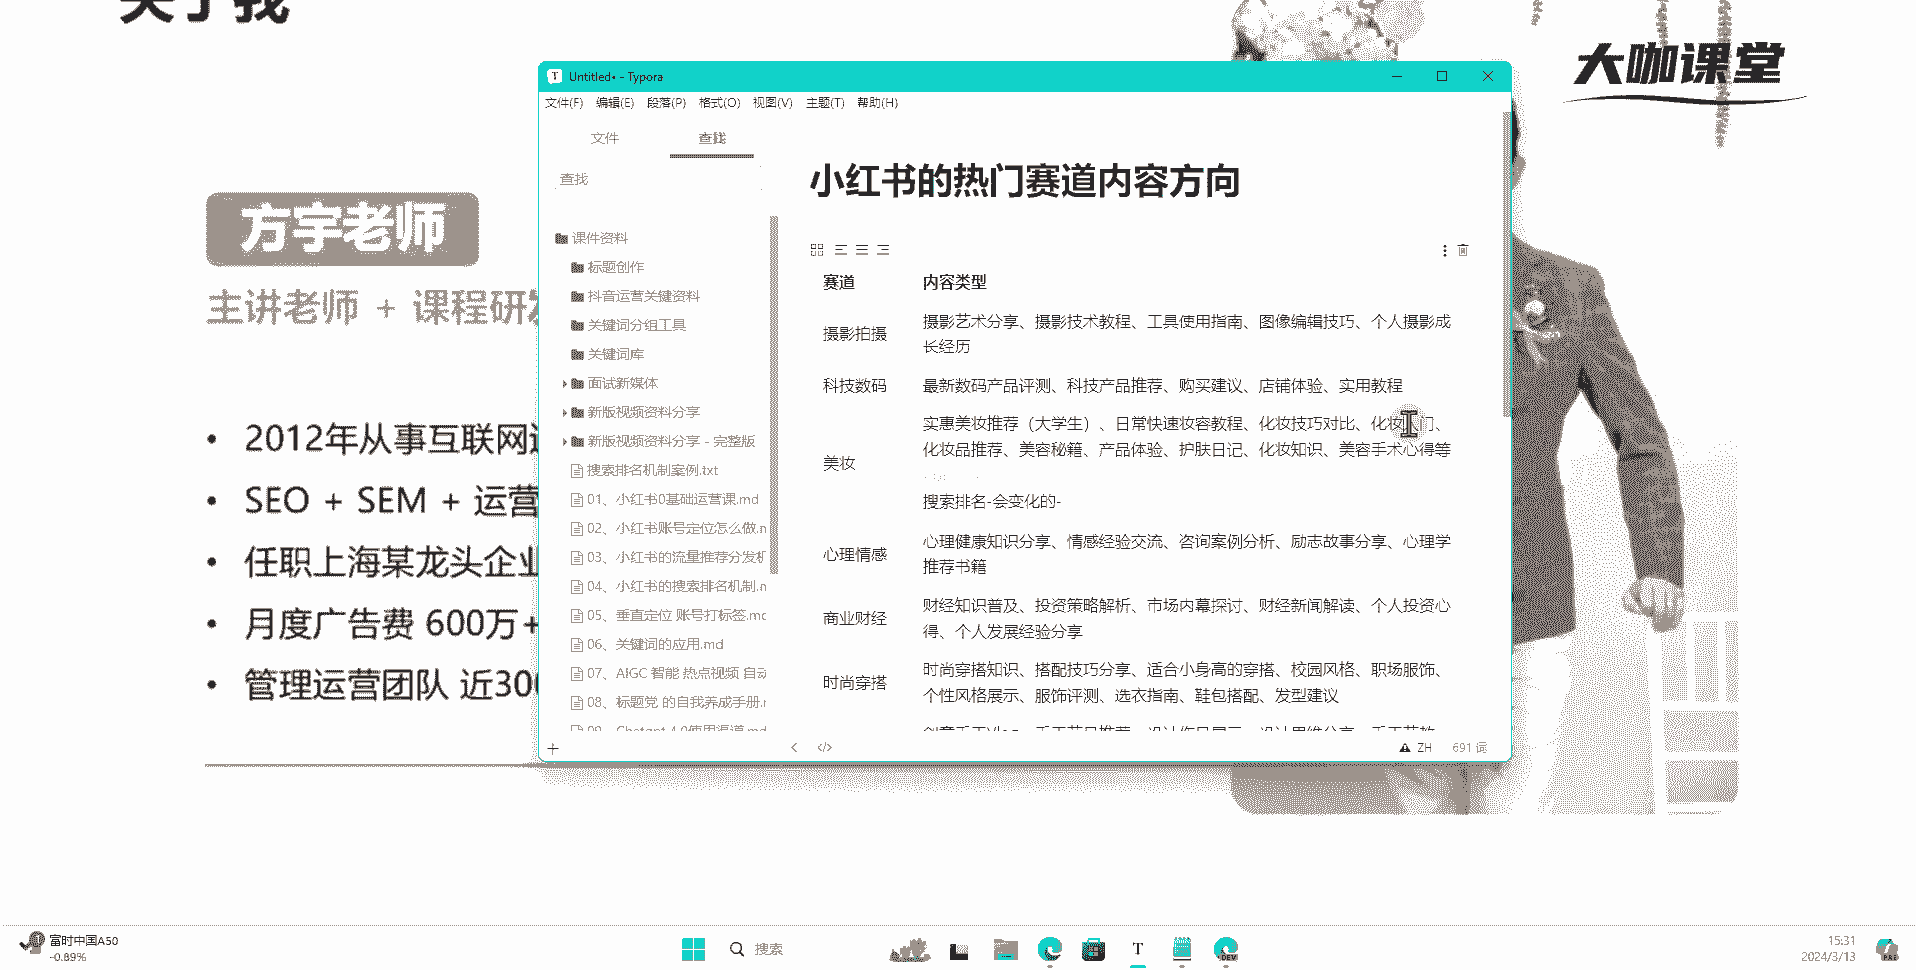 关于我
大咖课堂
方宇老师
主讲老师 + 课程研发
2012年从事互联网
SEO + SEM + 运营
任职上海某龙头企业
月度广告费 600万+
管理运营团队 近300
Untitled• - Typora
文件(F) 编辑(E) 段落(P) 格式(O) 视图(V) 主题(T) 帮助(H)
文件 查找
查找
课件资料
标题创作
抖音运营关键资料
关键词分组工具
关键词库
面试新媒体
新版视频资料分享
新版视频资料分享 - 完整版
搜索排名机制案例.txt
01、小红书0基础运营课.md
02、小红书账号定位怎么做.
03、小红书的流量推荐分发机
04、小红书的搜索排名机制.
05、垂直定位 账号打标签.md
06、关键词的应用.md
07、AIGC 智能 热点视频 自动
08、标题党 的自我养成手册.
小红书的热门赛道内容方向
赛道 内容类型
摄影拍摄 摄影艺术分享、摄影技术教程、工具使用指南、图像编辑技巧、个人摄影成
长经历
科技数码 最新数码产品评测、科技产品推荐、购买建议、店铺体验、实用教程
美妆 实惠美妆推荐（大学生）、日常快速妆容教程、化妆技巧对比、化妆入门、
化妆品推荐、美容秘籍、产品体验、护肤日记、化妆知识、美容手术心得等
搜索排名-会变化的-
心理情感 心理健康知识分享、情感经验交流、咨询案例分析、励志故事分享、心理学
推荐书籍
商业财经 财经知识普及、投资策略解析、市场内幕探讨、财经新闻解读、个人投资心
得、个人发展经验分享
时尚穿搭 时尚穿搭知识、搭配技巧分享、适合小身高的穿搭、校园风格、职场服饰、
个性风格展示、服饰评测、选衣指南、鞋包搭配、发型建议
ZH 691 词
富时中国A50
-0.89%
搜索
DEV
15:31
2024/3/13
PRE